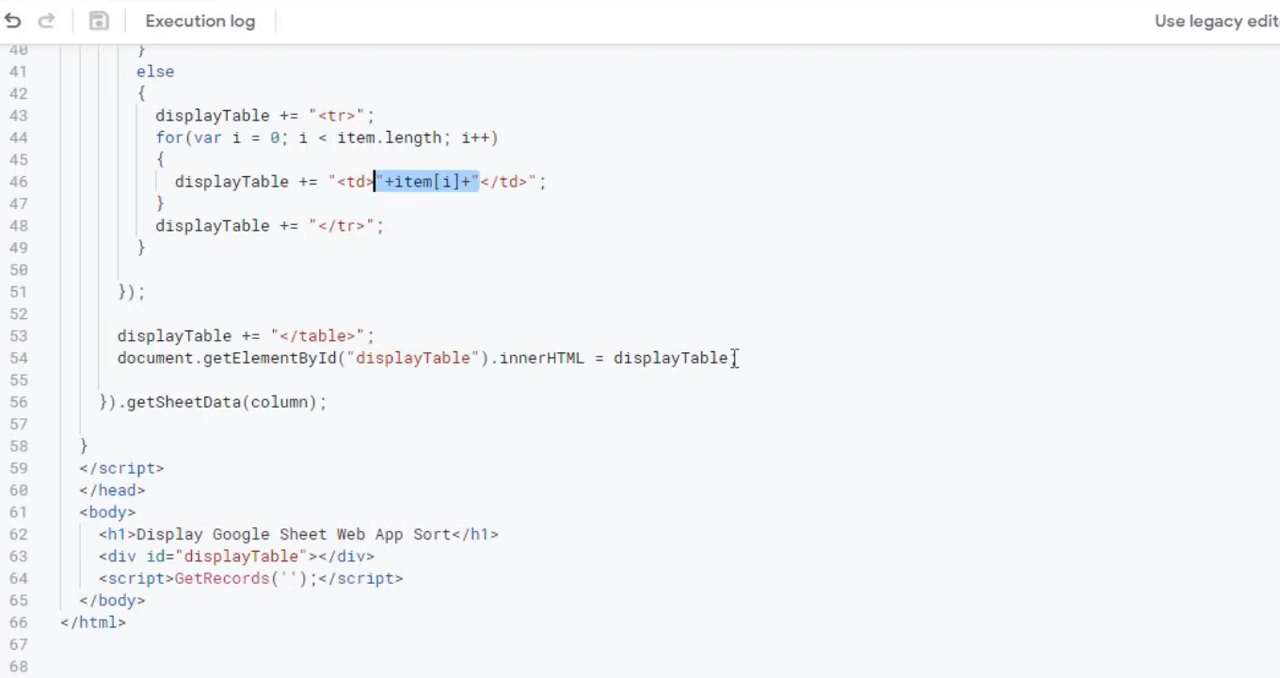 Execution log
Use legacy edit
40 }
41 else
42 {
43 displayTable += "<tr>";
44 for(var i = 0; i < item.length; i++)
45 {
46 displayTable += "<td>"+item[i]+"</td>";
47 }
48 displayTable += "</tr>";
49 }
50
51 });
52
53 displayTable += "</table>";
54 document.getElementById("displayTable").innerHTML = displayTable;
55
56 }).getSheetData(column);
57
58 }
59 </script>
60 </head>
61 <body>
62 <h1>Display Google Sheet Web App Sort</h1>
63 <div id="displayTable"></div>
64 <script>GetRecords('');</script>
65 </body>
66 </html>
67
68